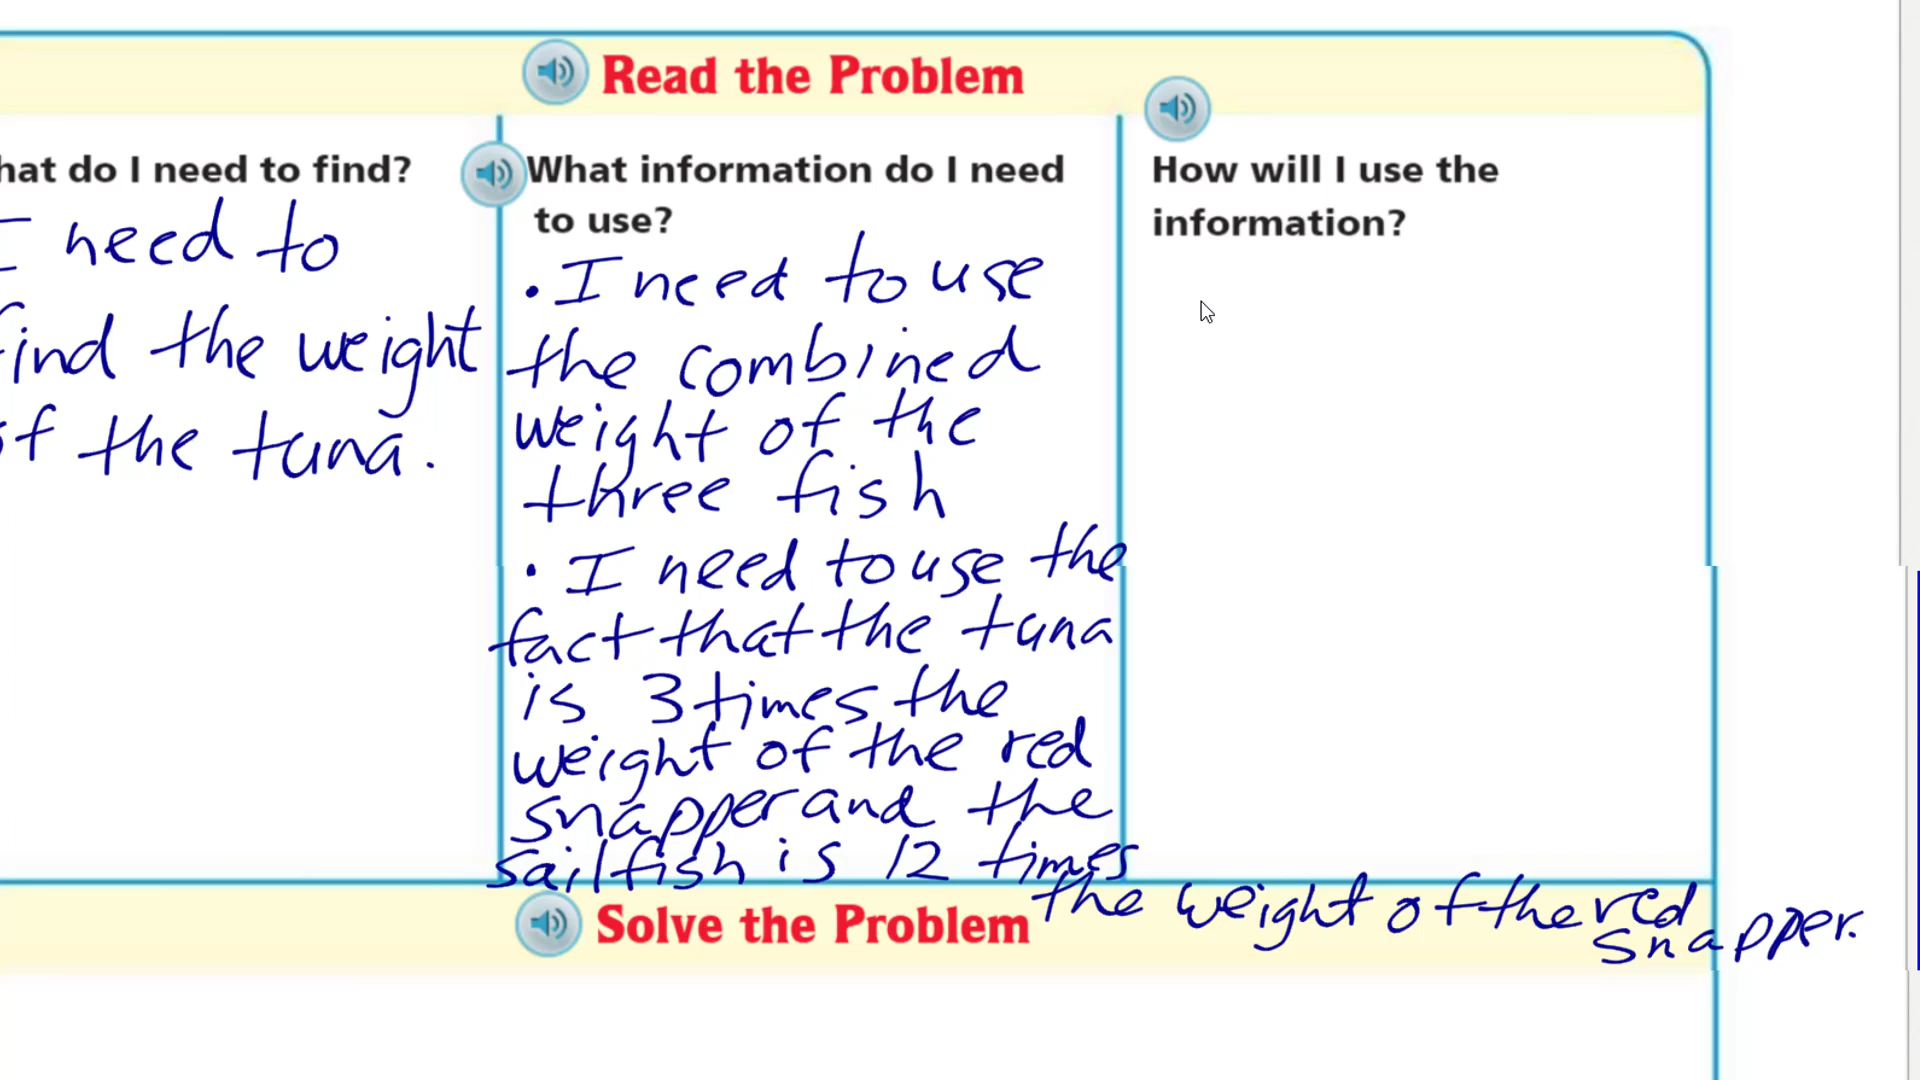 Read the Problem
hat do I need to find?
I need to
find the weight
of the tuna.
What information do I need
to use?
• I need to use
the combined
weight of the
three fish
• I need to use the
fact that the tuna
is 3 times the
weight of the red
snapper and the
sailfish is 12 times
the weight of the red
snapper.
How will I use the
information?
Solve the Problem